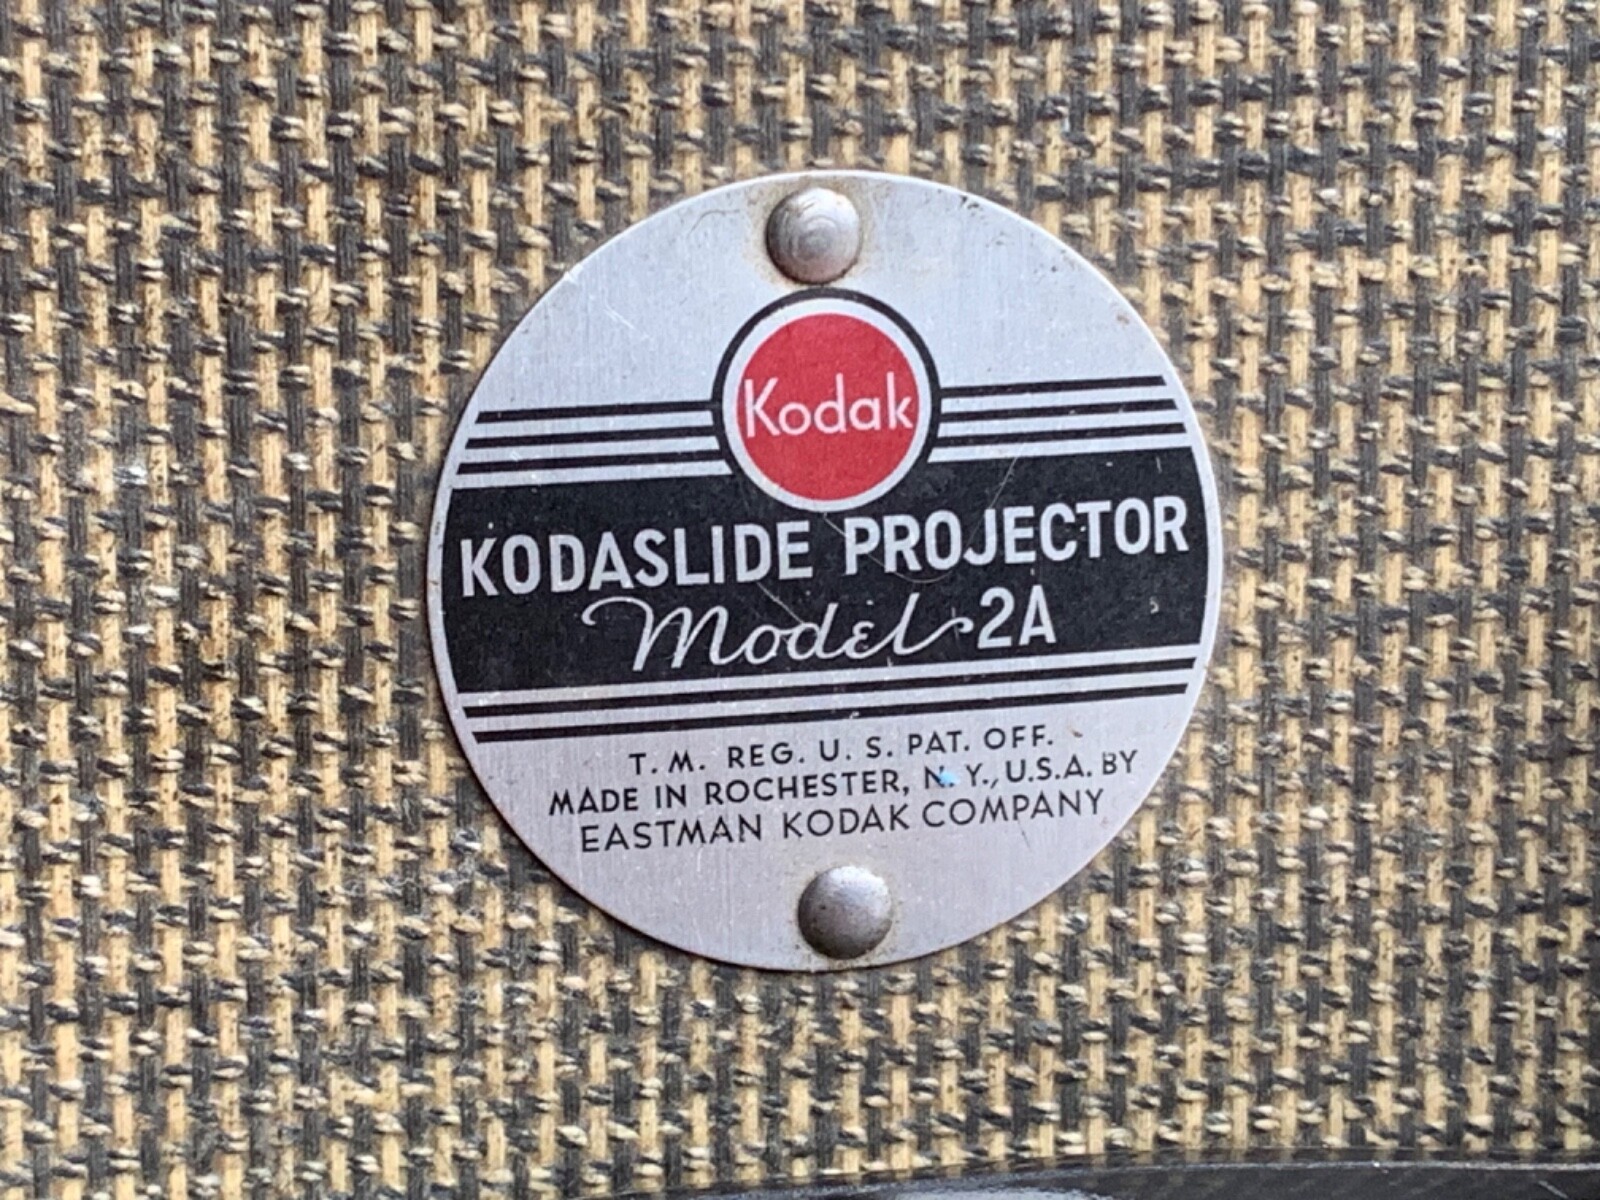 Kodak
KODASLIDE PROJECTOR
Model 2A
T. M. REG. U. S. PAT. OFF.
MADE IN ROCHESTER, N. Y., U.S.A. BY
EASTMAN KODAK COMPANY